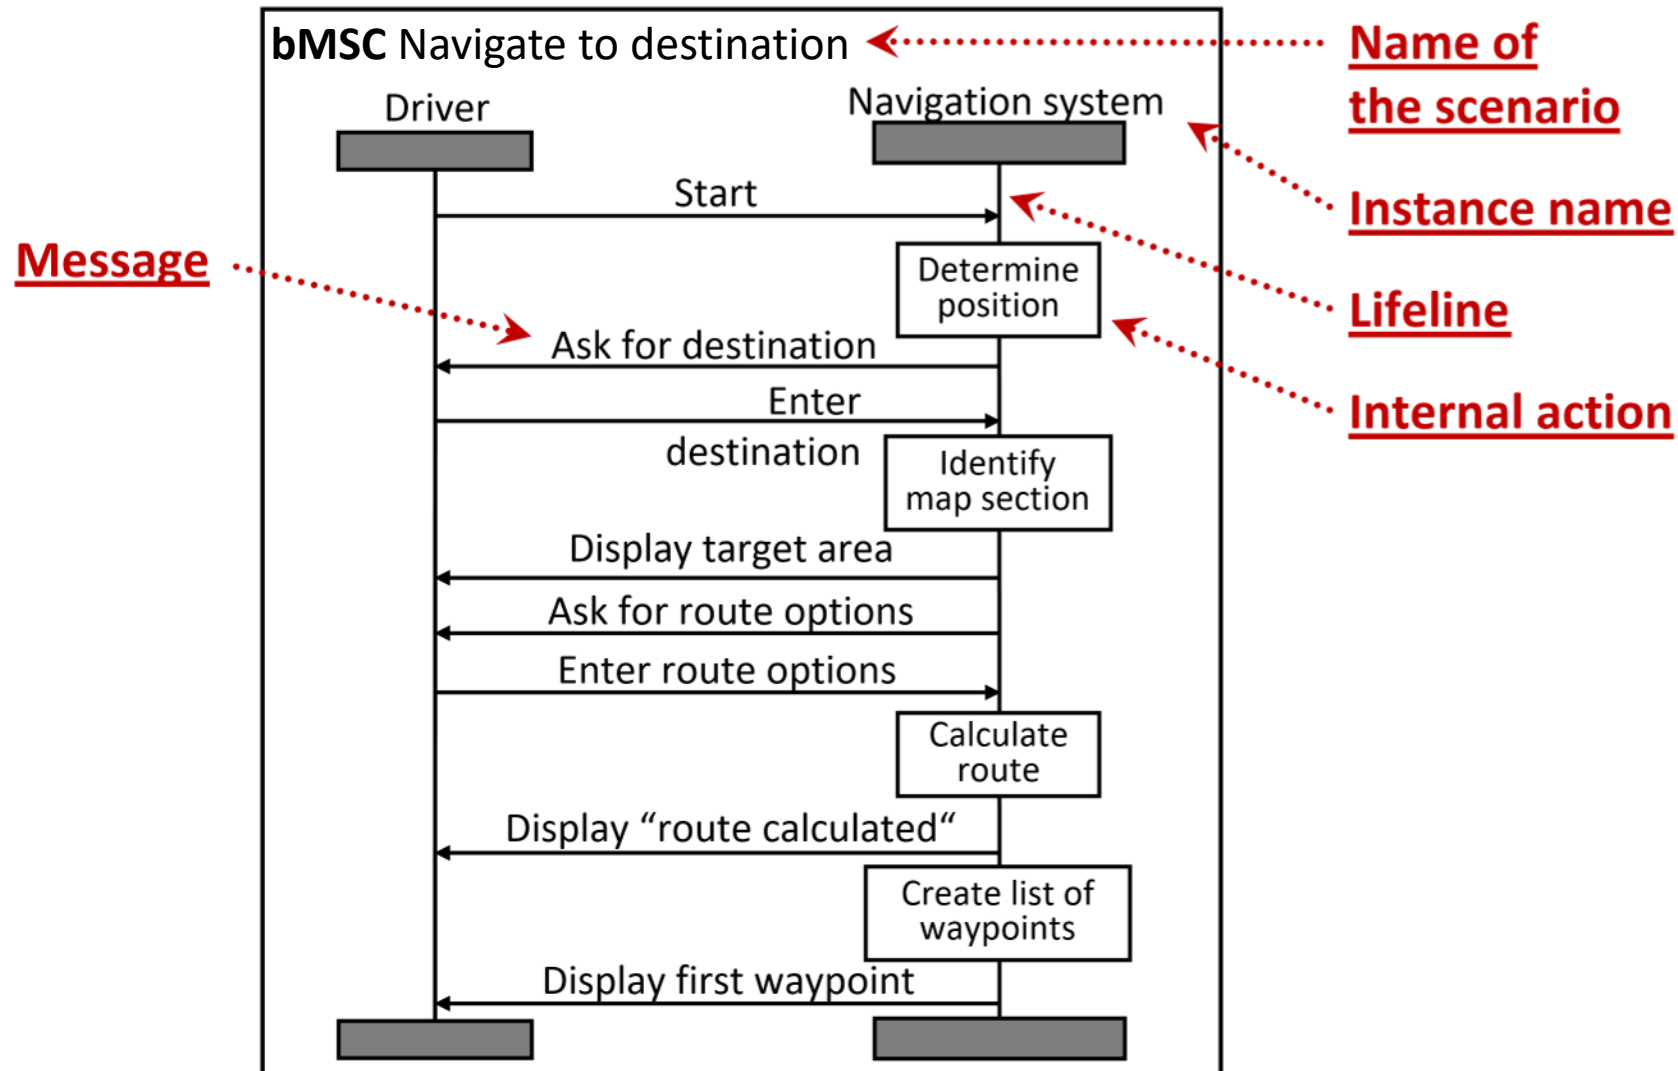 bMSC Navigate to destination
Name of
the scenario
Driver
Navigation system
Start
Instance name
Message
Determine
position
Lifeline
Ask for destination
Internal action
Enter
destination
Identify
map section
Display target area
Ask for route options
Enter route options
Calculate
route
Display “route calculated“
Create list of
waypoints
Display first waypoint